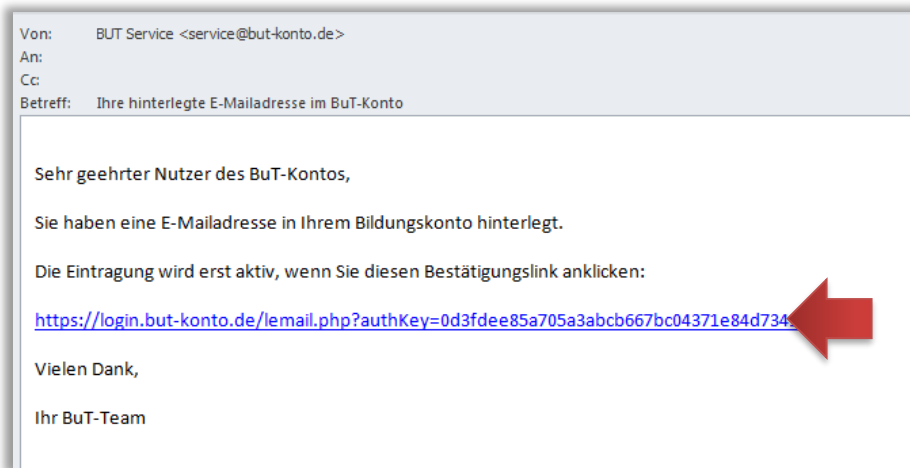 Von: BUT Service <service@but-konto.de>
An:
Cc:
Betreff: Ihre hinterlegte E-Mailadresse im BuT-Konto
Sehr geehrter Nutzer des BuT-Kontos,
Sie haben eine E-Mailadresse in Ihrem Bildungskonto hinterlegt.
Die Eintragung wird erst aktiv, wenn Sie diesen Bestätigungslink anklicken:
https://login.but-konto.de/lemail.php?authKey=0d3fdee85a705a3abcb667bc04371e84d734
Vielen Dank,
Ihr BuT-Team